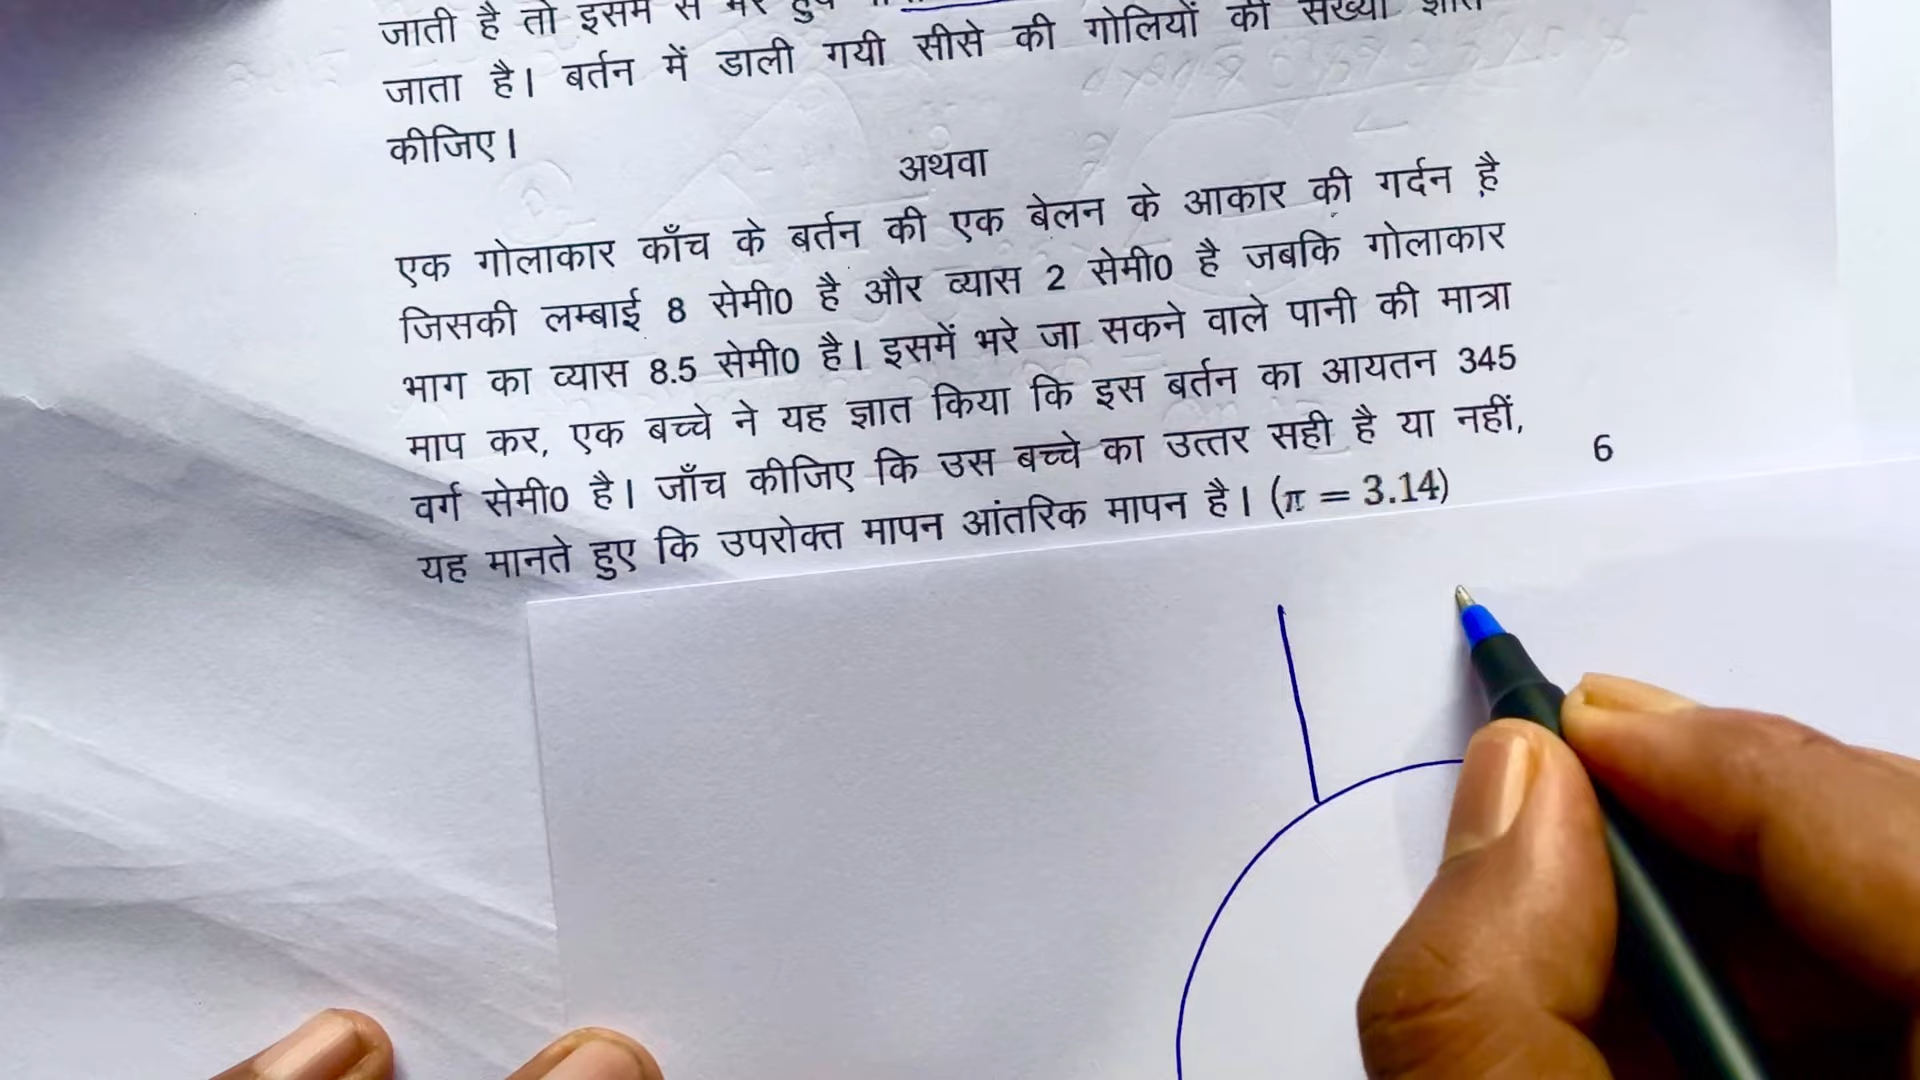 जाती है तो इसमें से भरे हुये
जाता है। बर्तन में डाली गयी सीसे की गोलियों की संख्या ज्ञात
कीजिए।
अथवा
एक गोलाकार काँच के बर्तन की एक बेलन के आकार की गर्दन है
जिसकी लम्बाई 8 सेमी0 है और व्यास 2 सेमी0 है जबकि गोलाकार
भाग का व्यास 8.5 सेमी0 है। इसमें भरे जा सकने वाले पानी की मात्रा
माप कर, एक बच्चे ने यह ज्ञात किया कि इस बर्तन का आयतन 345
वर्ग सेमी0 है। जाँच कीजिए कि उस बच्चे का उत्तर सही है या नहीं,
यह मानते हुए कि उपरोक्त मापन आंतरिक मापन है। (π = 3.14)
6